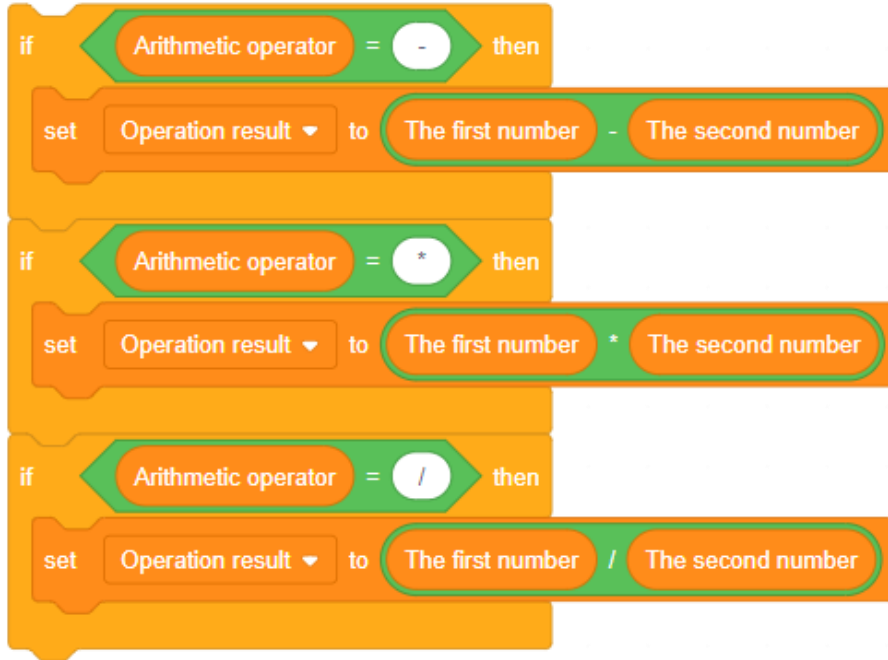 if Arithmetic operator = - then
set Operation result to The first number - The second number
if Arithmetic operator = * then
set Operation result to The first number * The second number
if Arithmetic operator = / then
set Operation result to The first number / The second number